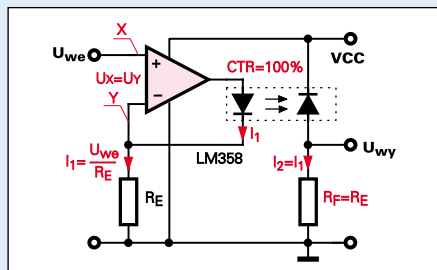 X
Uwe
UX=UY
Y
CTR=100%
VCC
I1
Uwy
I1= Uwe
RE
LM358
I2=I1
RE
RF=RE